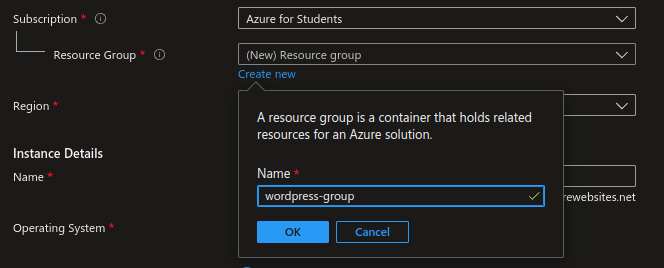 Subscription * Azure for Students
Resource Group * (New) Resource group
Create new
Region *
A resource group is a container that holds related
resources for an Azure solution.
Instance Details
Name *
Name *
wordpress-group
rewebsites.net
OK Cancel
Operating System *